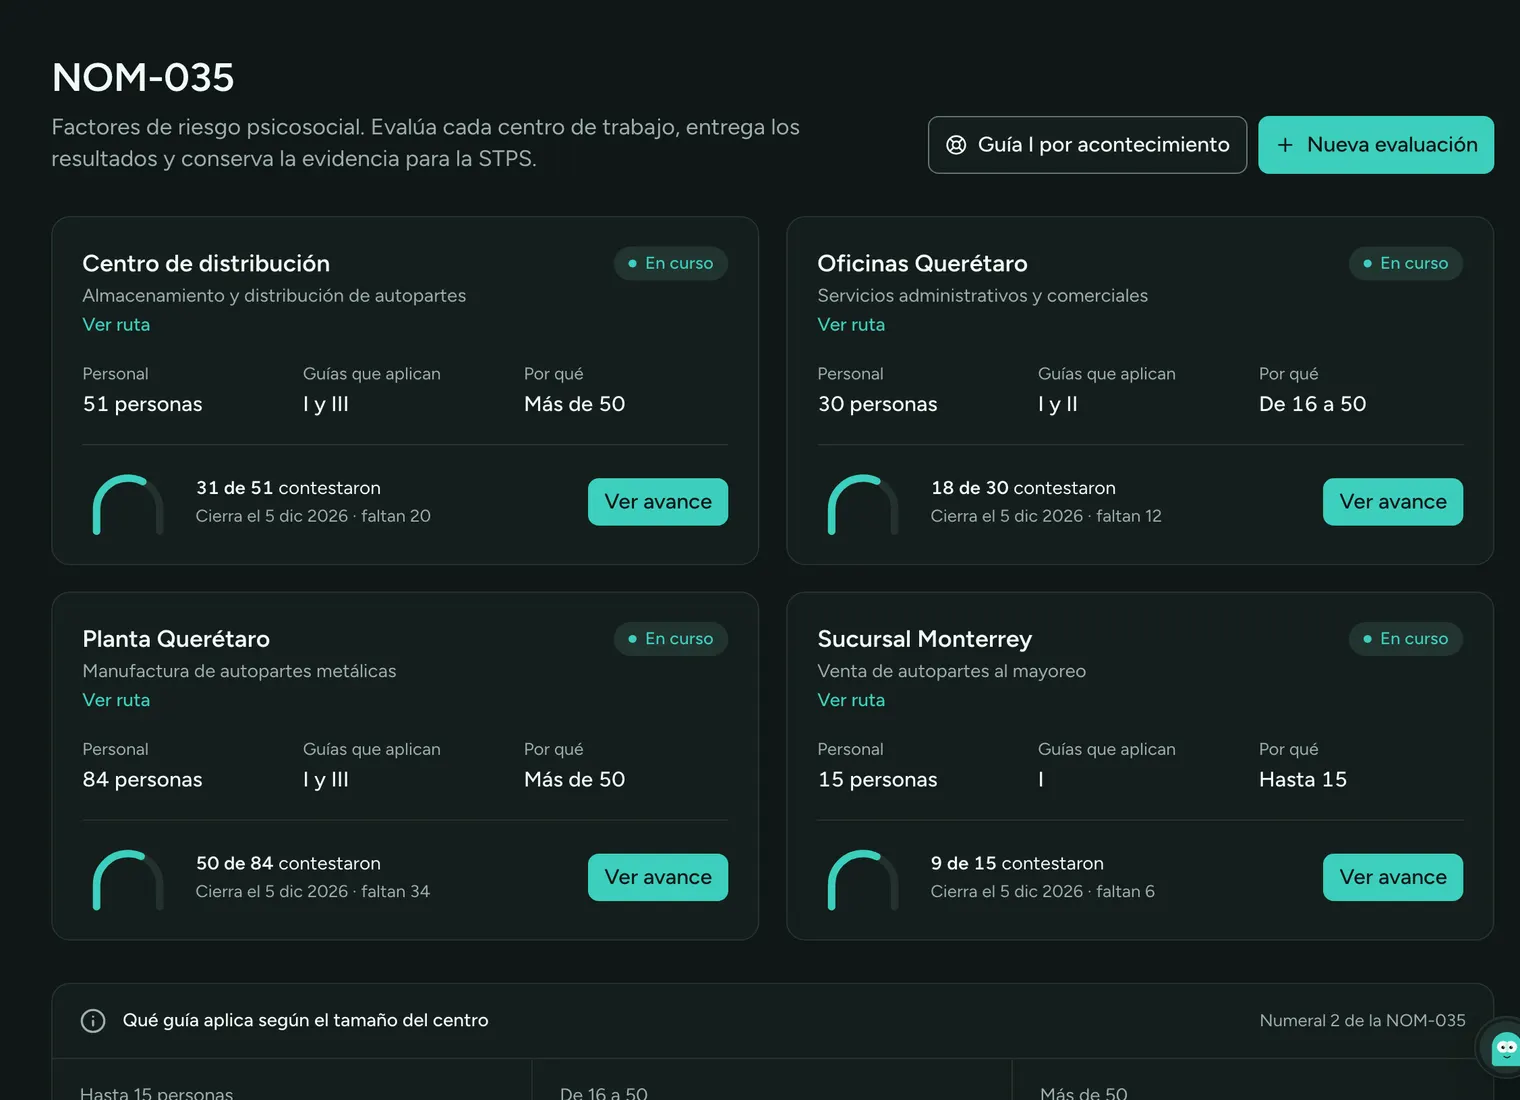 NOM-035
Factores de riesgo psicosocial. Evalúa cada centro de trabajo, entrega los
resultados y conserva la evidencia para la STPS.
Guía I por acontecimiento
+ Nueva evaluación
Centro de distribución
En curso
Almacenamiento y distribución de autopartes
Ver ruta
Personal
Guías que aplican
Por qué
51 personas
I y III
Más de 50
31 de 51 contestaron
Cierra el 5 dic 2026 · faltan 20
Ver avance
Oficinas Querétaro
En curso
Servicios administrativos y comerciales
Ver ruta
Personal
Guías que aplican
Por qué
30 personas
I y II
De 16 a 50
18 de 30 contestaron
Cierra el 5 dic 2026 · faltan 12
Ver avance
Planta Querétaro
En curso
Manufactura de autopartes metálicas
Ver ruta
Personal
Guías que aplican
Por qué
84 personas
I y III
Más de 50
50 de 84 contestaron
Cierra el 5 dic 2026 · faltan 34
Ver avance
Sucursal Monterrey
En curso
Venta de autopartes al mayoreo
Ver ruta
Personal
Guías que aplican
Por qué
15 personas
I
Hasta 15
9 de 15 contestaron
Cierra el 5 dic 2026 · faltan 6
Ver avance
Qué guía aplica según el tamaño del centro
Numeral 2 de la NOM-035
Hasta 15 personas
De 16 a 50
Más de 50